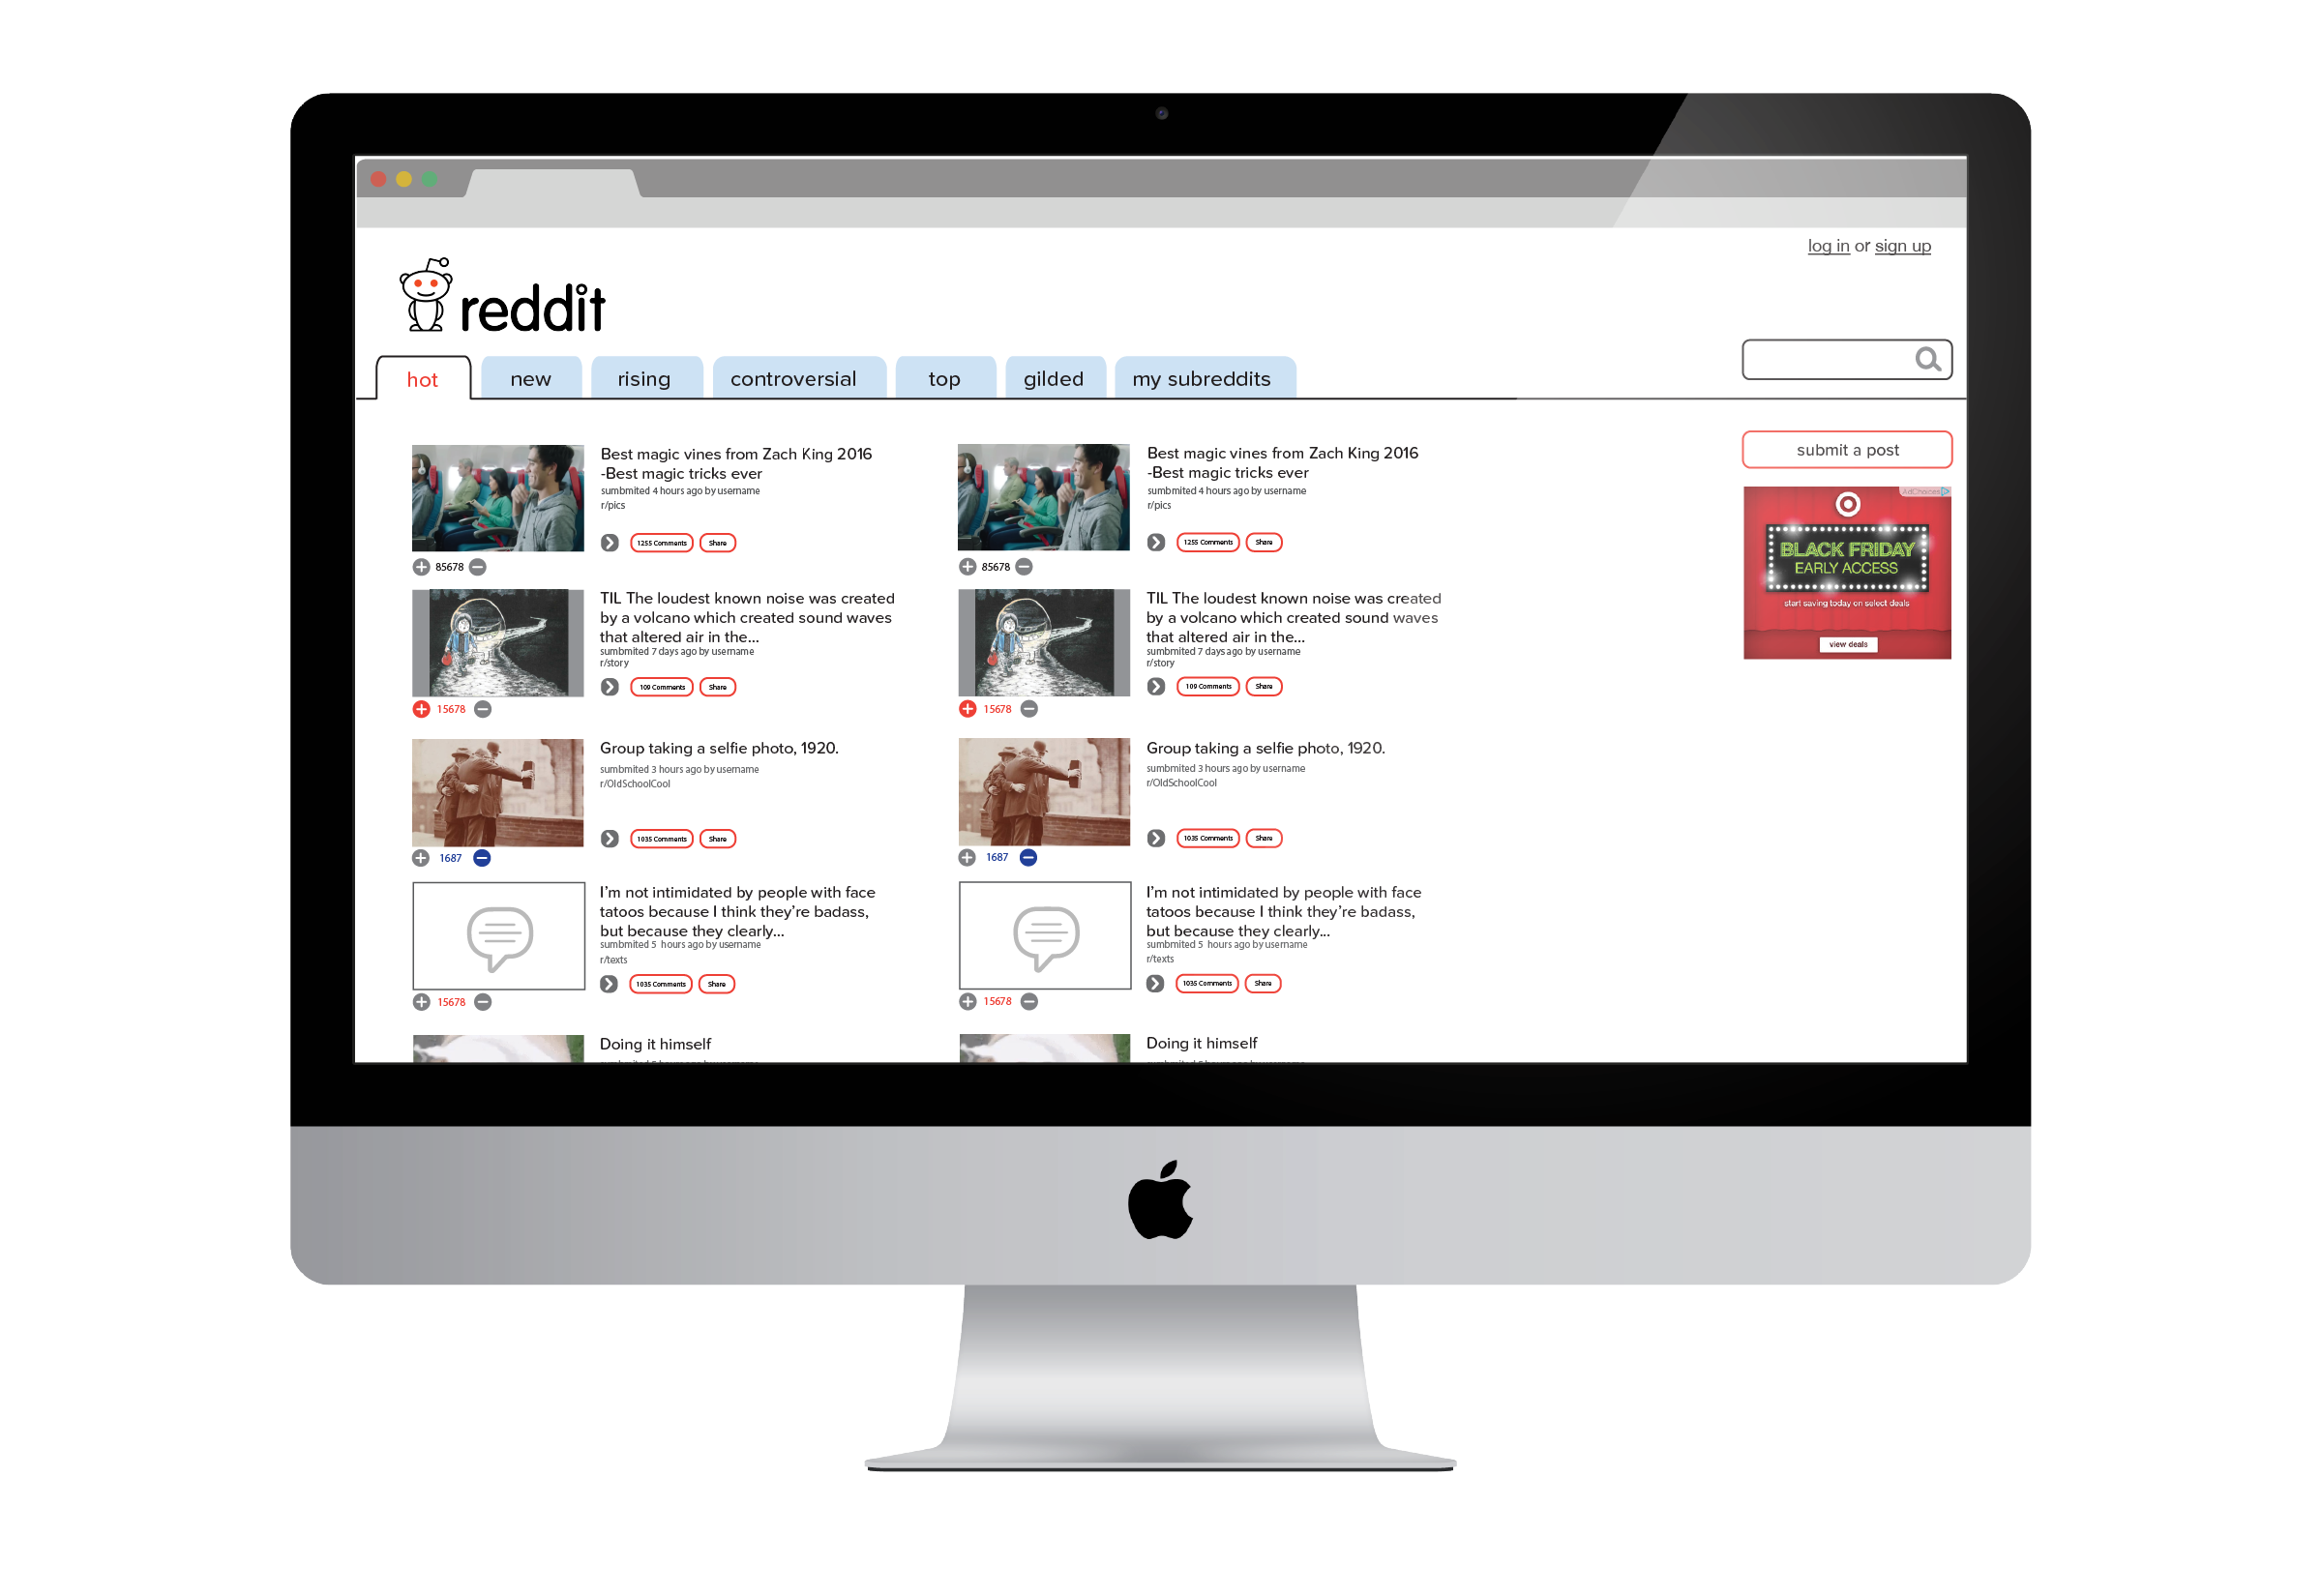 log in or sign up
reddit
hot
new
rising
controversial
top
gilded
my subreddits
Best magic vines from Zach King 2016
-Best magic tricks ever
sumbmited 4 hours ago by username
r/pics
1255 Comments
Share
85678
TIL The loudest known noise was created
by a volcano which created sound waves
that altered air in the...
sumbmited 7 days ago by username
r/story
109 Comments
Share
15678
Group taking a selfie photo, 1920.
sumbmited 3 hours ago by username
r/OldSchoolCool
1035 Comments
Share
1687
I'm not intimidated by people with face
tatoos because I think they're badass,
but because they clearly...
sumbmited 5 hours ago by username
r/texts
1035 Comments
Share
15678
Doing it himself
Best magic vines from Zach King 2016
-Best magic tricks ever
sumbmited 4 hours ago by username
r/pics
1255 Comments
Share
85678
TIL The loudest known noise was created
by a volcano which created sound waves
that altered air in the...
sumbmited 7 days ago by username
r/story
109 Comments
Share
15678
Group taking a selfie photo, 1920.
sumbmited 3 hours ago by username
r/OldSchoolCool
1035 Comments
Share
1687
I'm not intimidated by people with face
tatoos because I think they're badass,
but because they clearly...
sumbmited 5 hours ago by username
r/texts
1035 Comments
Share
15678
Doing it himself
submit a post
AdChoices
BLACK FRIDAY
EARLY ACCESS
start saving today on select deals
view deals